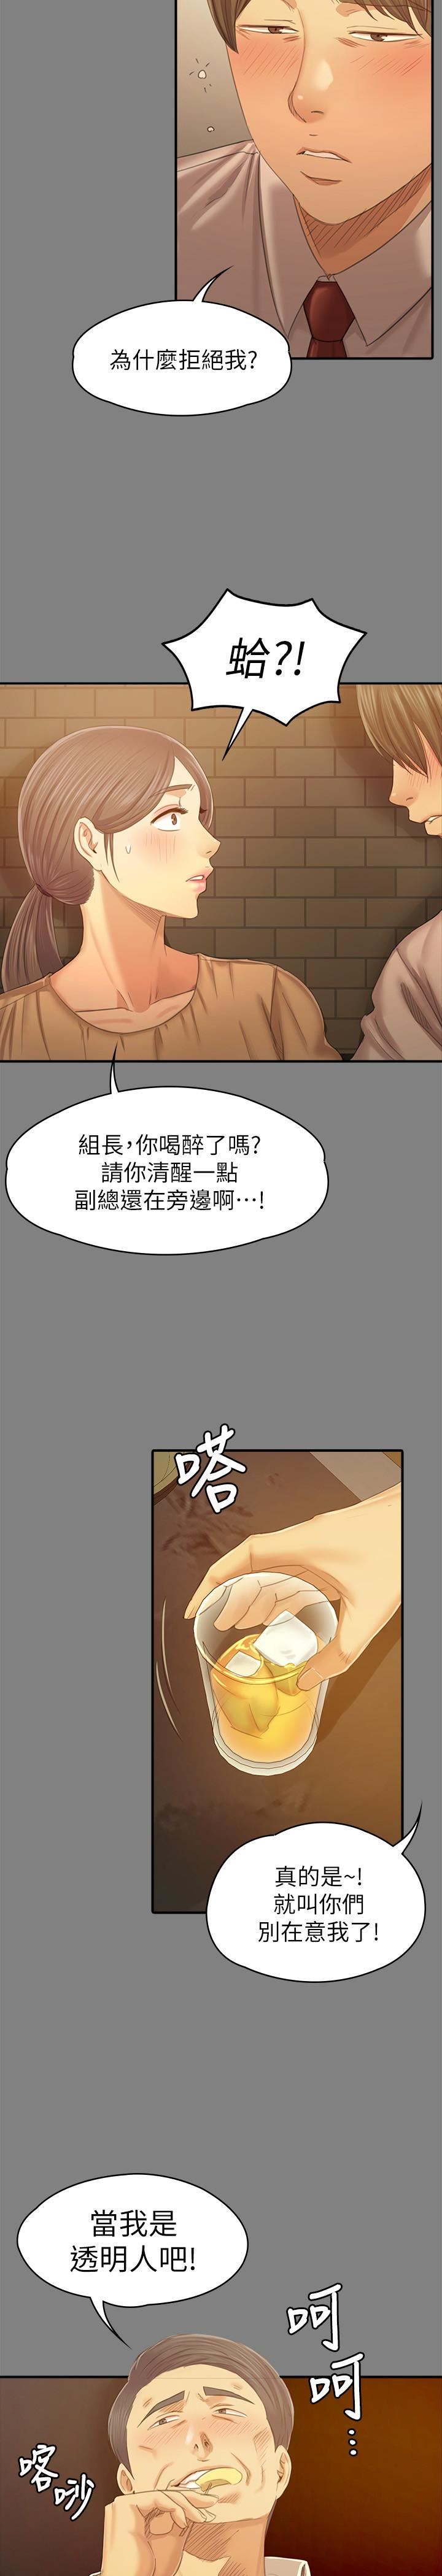 為什麼拒絕我?
蛤?!
組長，你喝醉了嗎?
請你清醒一點
副總還在旁邊啊…!
嗒
真的是~!
就叫你們
別在意我了!
當我是
透明人吧!
呵
呵…
喀
吵